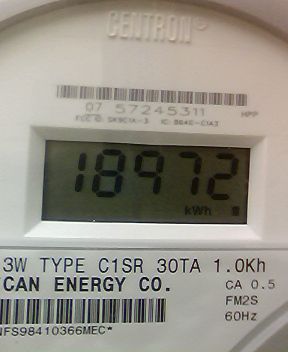 CENTRON®
07 57245311 HPP
18972
kWh
3W TYPE C1SR 30TA 1.0Kh
CAN ENERGY CO. CA 0.5
FM2S
60Hz
NFS98410366MEC*